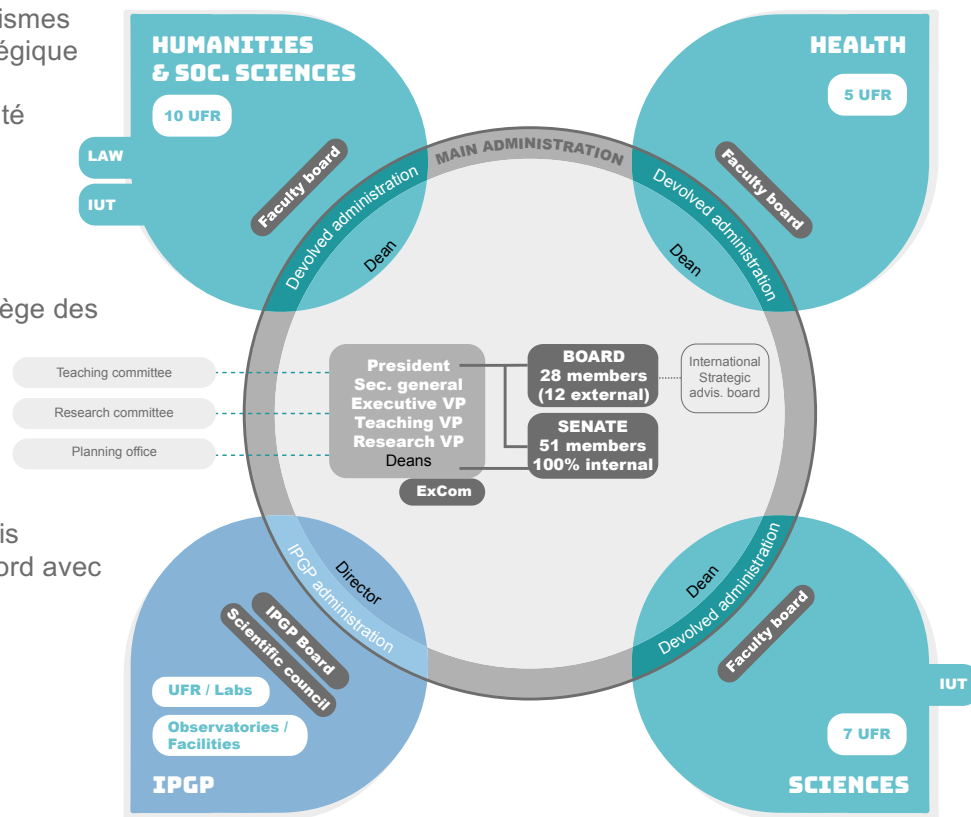 ismes
égique
té
ège des
is
ord avec
HUMANITIES
& SOC. SCIENCES
10 UFR
LAW
IUT
Faculty board
Devolved administration
Dean
MAIN ADMINISTRATION
HEALTH
5 UFR
Faculty board
Devolved administration
Dean
Teaching committee
Research committee
Planning office
President
Sec. general
Executive VP
Teaching VP
Research VP
Deans
ExCom
BOARD
28 members
(12 external)
SENATE
51 members
100% internal
International
Strategic
advis. board
Director
IPGP administration
IPGP Board
Scientific council
UFR / Labs
Observatories /
Facilities
IPGP
Dean
Devolved administration
Faculty board
IUT
7 UFR
SCIENCES